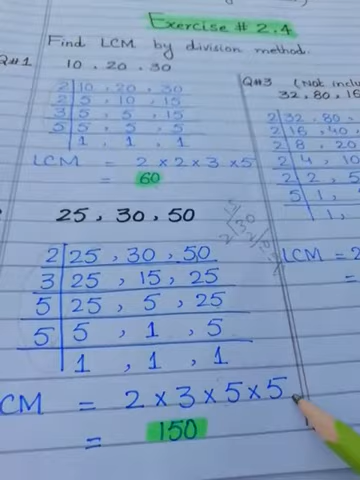 Exercise # 2.4
Find LCM by division method.
Q#1 10, 20, 30
2 10, 20, 30
2 5, 10, 15
3 5, 5, 15
5 5, 5, 5
1, 1, 1
LCM = 2 × 2 × 3 × 5
= 60
25, 30, 50
2 25, 30, 50
3 25, 15, 25
5 25, 5, 25
5 5, 1, 5
1, 1, 1
CM = 2 × 3 × 5 × 5
= 150
Q#3 (Not inclu
32, 80, 16
2 32, 80
2 16, 40
2 8, 20
2 4, 10
2 2, 5
5 1,
1,
LCM = 2
=